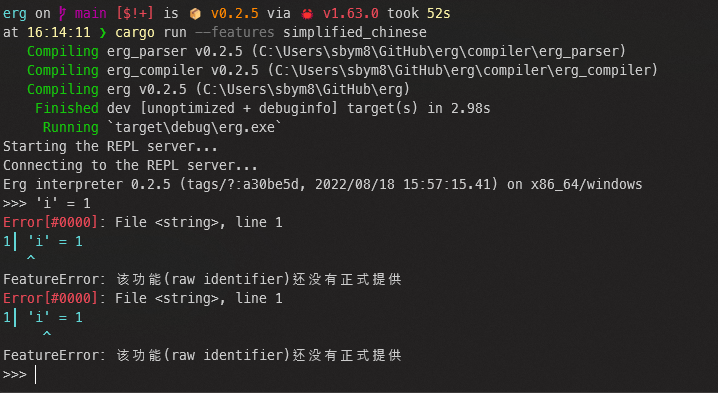 erg on main [$!+] is 📦 v0.2.5 via 🦀 v1.63.0 took 52s
at 16:14:11 ❯ cargo run --features simplified_chinese
Compiling erg_parser v0.2.5 (C:\Users\sbym8\GitHub\erg\compiler\erg_parser)
Compiling erg_compiler v0.2.5 (C:\Users\sbym8\GitHub\erg\compiler\erg_compiler)
Compiling erg v0.2.5 (C:\Users\sbym8\GitHub\erg)
Finished dev [unoptimized + debuginfo] target(s) in 2.98s
Running `target\debug\erg.exe`
Starting the REPL server...
Connecting to the REPL server...
Erg interpreter 0.2.5 (tags/?:a30be5d, 2022/08/18 15:57:15.41) on x86_64/windows
>>> 'i' = 1
Error[#0000]: File <string>, line 1
1| 'i' = 1
^
FeatureError: 该功能(raw identifier)还没有正式提供
Error[#0000]: File <string>, line 1
1| 'i' = 1
^
FeatureError: 该功能(raw identifier)还没有正式提供
>>>